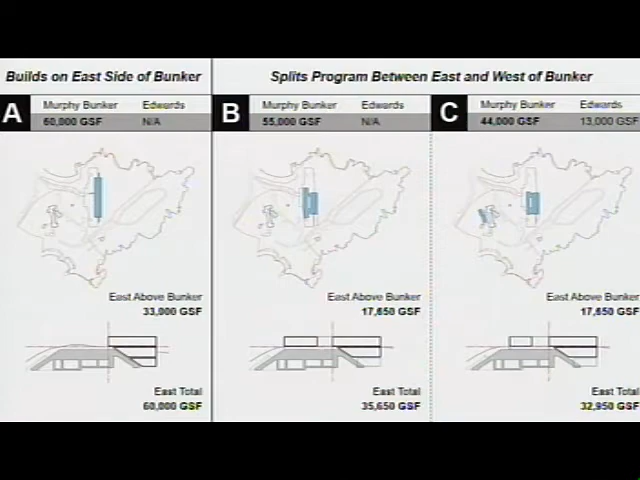 Builds on East Side of Bunker
Splits Program Between East and West of Bunker
A
Murphy Bunker Edwards
60,000 GSF N/A
B
Murphy Bunker Edwards
55,000 GSF N/A
C
Murphy Bunker Edwards
44,000 GSF 13,000 GSF
East Above Bunker
33,000 GSF
East Above Bunker
17,650 GSF
East Above Bunker
17,650 GSF
East Total
60,000 GSF
East Total
35,650 GSF
East Total
32,950 GSF